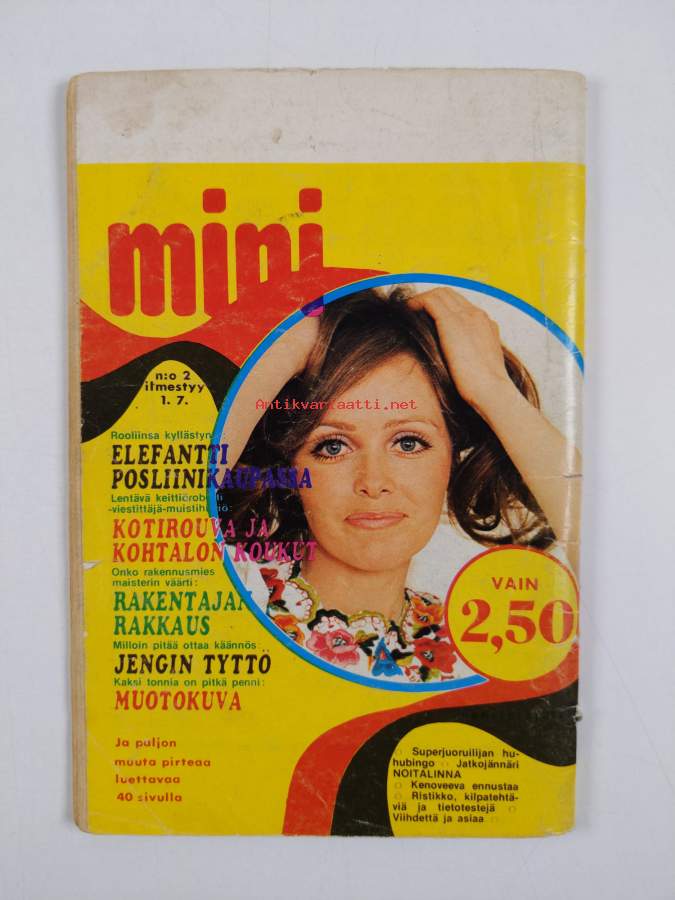 mini
n:o 2
ilmestyy
1. 7.
Antikvariaatti.net
Rooliinsa kyllästyn
ELEFANTTI
POSLIINIKAUPASSA
Lentävä keittiörobotti
-viestittäjä-muistihäiriö:
KOTIROUVA JA
KOHTALON KOUKUT
Onko rakennusmies
maisterin väärti:
RAKENTAJAN
RAKKAUS
Milloin pitää ottaa käännös:
JENGIN TYTTÖ
Kaksi tonnia on pitkä penni:
MUOTOKUVA
VAIN
2,50
Ja puljon
muuta pirteaa
luettavaa
40 sivulla
o Superjuoruilijan hu-
hubingo o Jatkojännäri
NOITALINNA
o Kenoveeva ennustaa
o Ristikko, kilpatehtä-
viä ja tietotestejä o
Viihdettä ja asiaa o